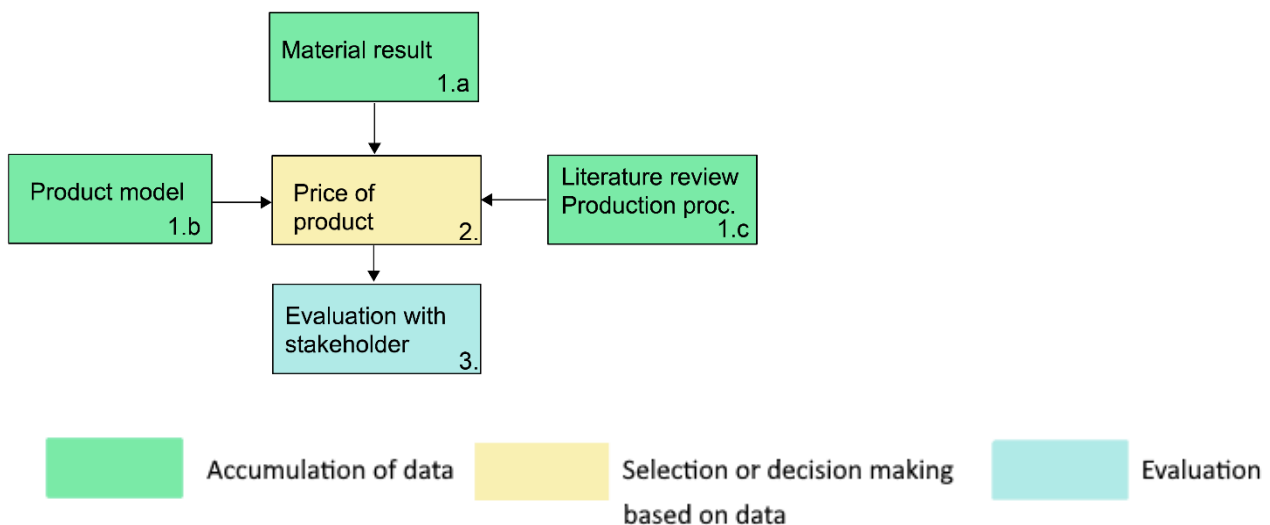 Material result
1.a
Product model
1.b
Price of
product
2.
Literature review
Production proc.
1.c
Evaluation with
stakeholder
3.
Accumulation of data
Selection or decision making
based on data
Evaluation